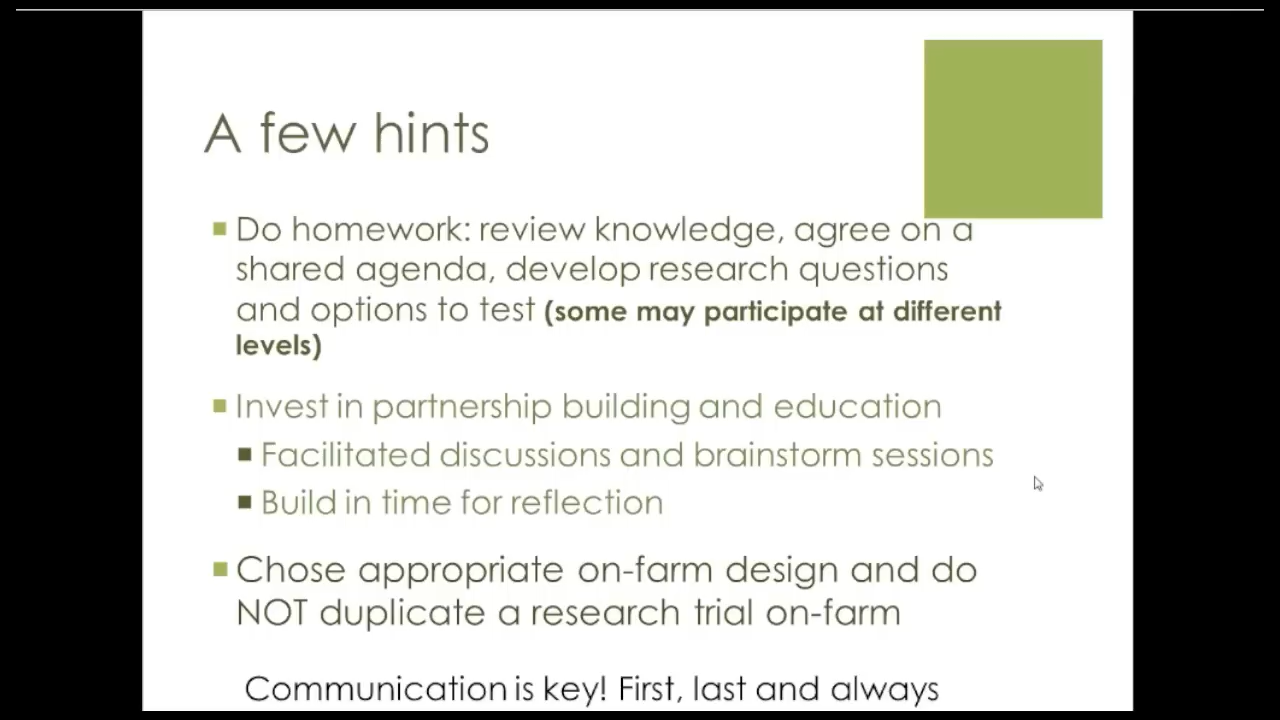 A few hints
Do homework: review knowledge, agree on a
shared agenda, develop research questions
and options to test (some may participate at different
levels)
Invest in partnership building and education
Facilitated discussions and brainstorm sessions
Build in time for reflection
Chose appropriate on-farm design and do
NOT duplicate a research trial on-farm
Communication is key! First, last and always